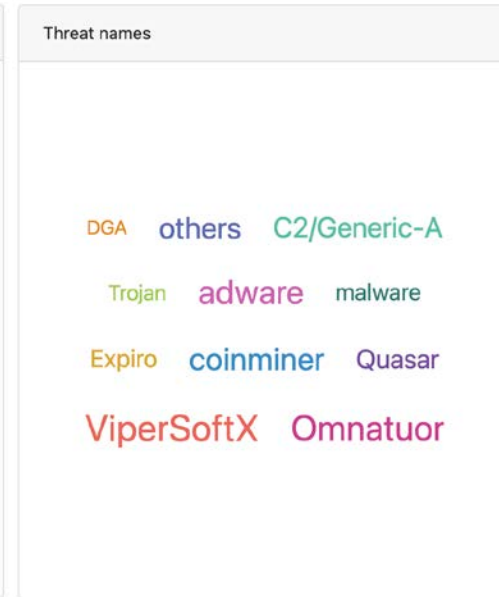 Threat names
DGA others C2/Generic-A
Trojan adware malware
Expiro coinminer Quasar
ViperSoftX Omnatuor